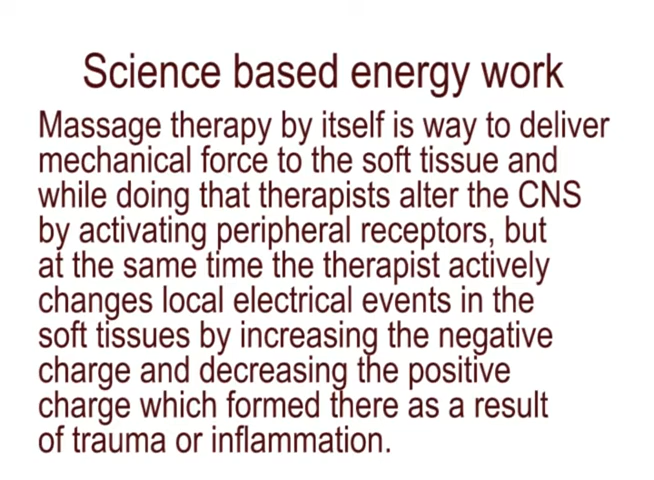 Science based energy work
Massage therapy by itself is way to deliver
mechanical force to the soft tissue and
while doing that therapists alter the CNS
by activating peripheral receptors, but
at the same time the therapist actively
changes local electrical events in the
soft tissues by increasing the negative
charge and decreasing the positive
charge which formed there as a result
of trauma or inflammation.